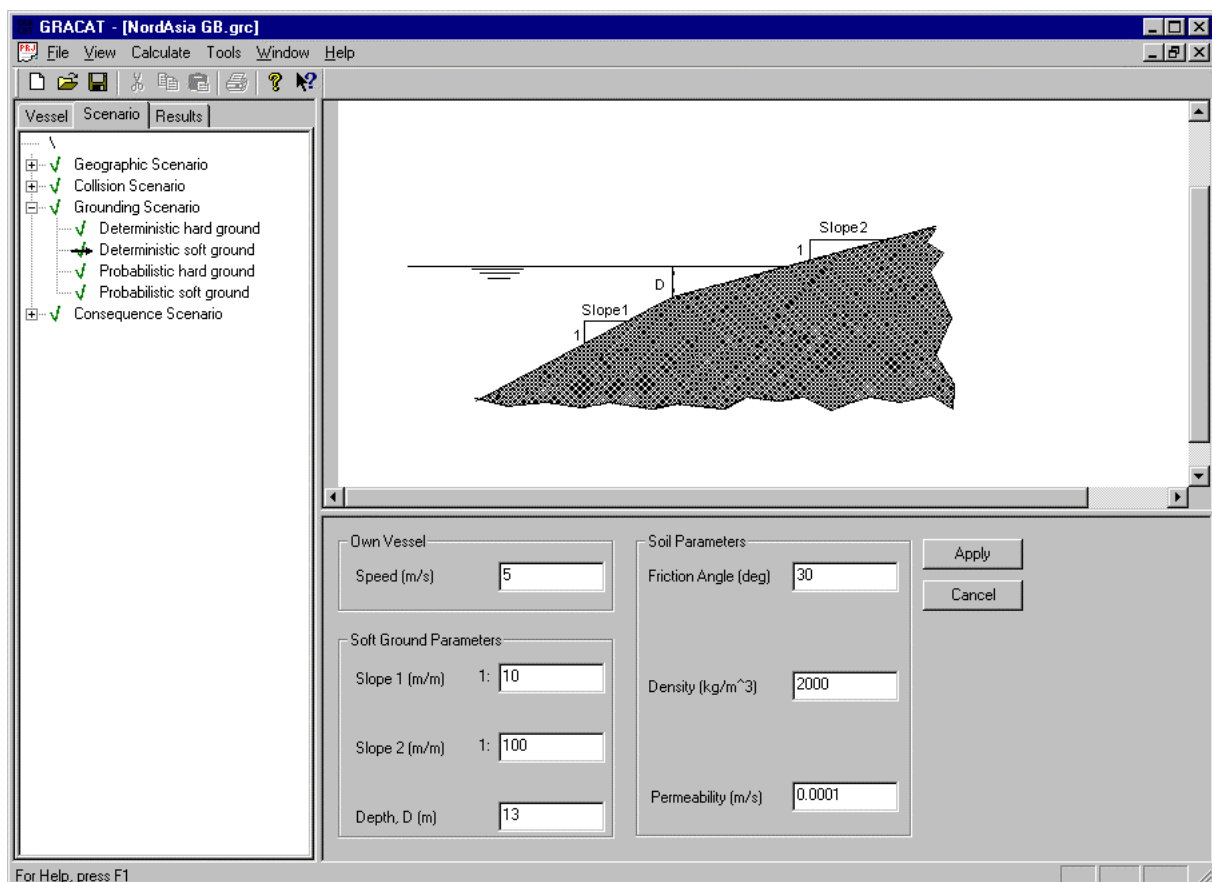 GRACAT - [NordAsia GB.grc]
File View Calculate Tools Window Help
Vessel Scenario Results
\
Geographic Scenario
Collision Scenario
Grounding Scenario
Deterministic hard ground
Deterministic soft ground
Probabilistic hard ground
Probabilistic soft ground
Consequence Scenario
Slope2
1
D
Slope1
1
Own Vessel
Speed (m/s) 5
Soft Ground Parameters
Slope 1 (m/m) 1: 10
Slope 2 (m/m) 1: 100
Depth, D (m) 13
Soil Parameters
Friction Angle (deg) 30
Density (kg/m^3) 2000
Permeability (m/s) 0.0001
Apply
Cancel
For Help, press F1